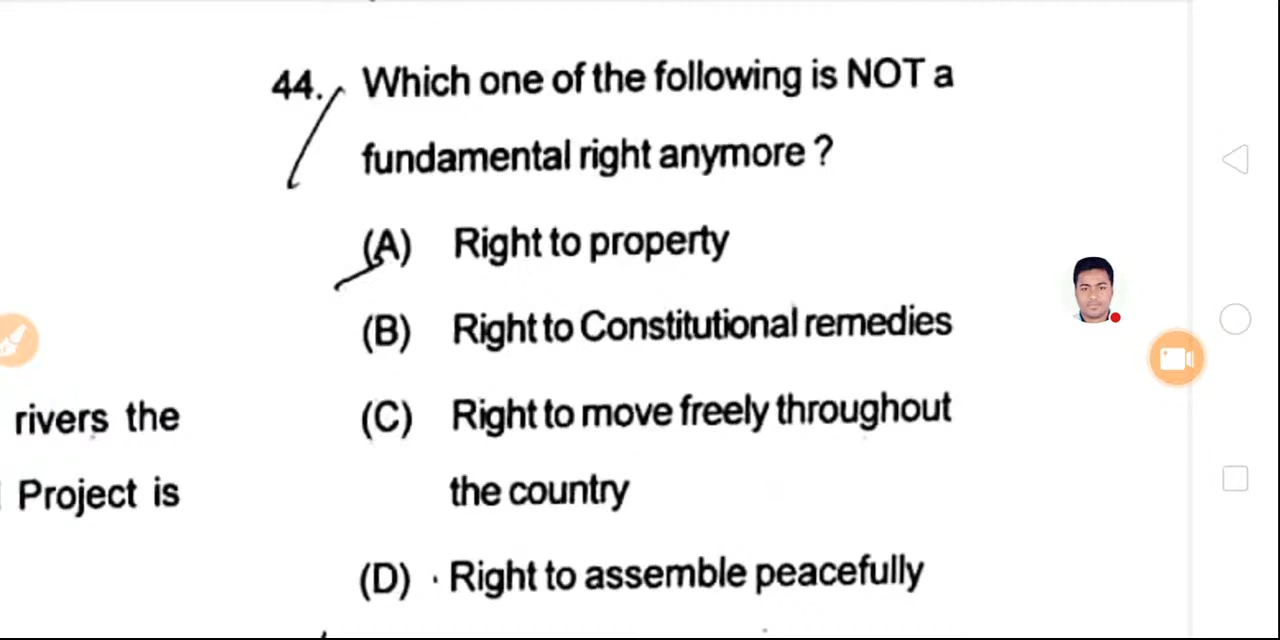 44. Which one of the following is NOT a
fundamental right anymore ?
(A) Right to property
(B) Right to Constitutional remedies
(C) Right to move freely throughout
the country
(D) Right to assemble peacefully
rivers the
Project is